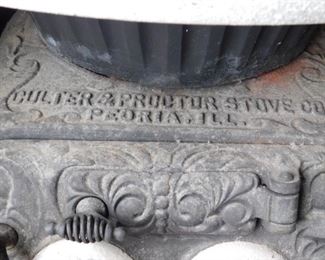 CULTER & PROCTOR STOVE CO
PEORIA, ILL.